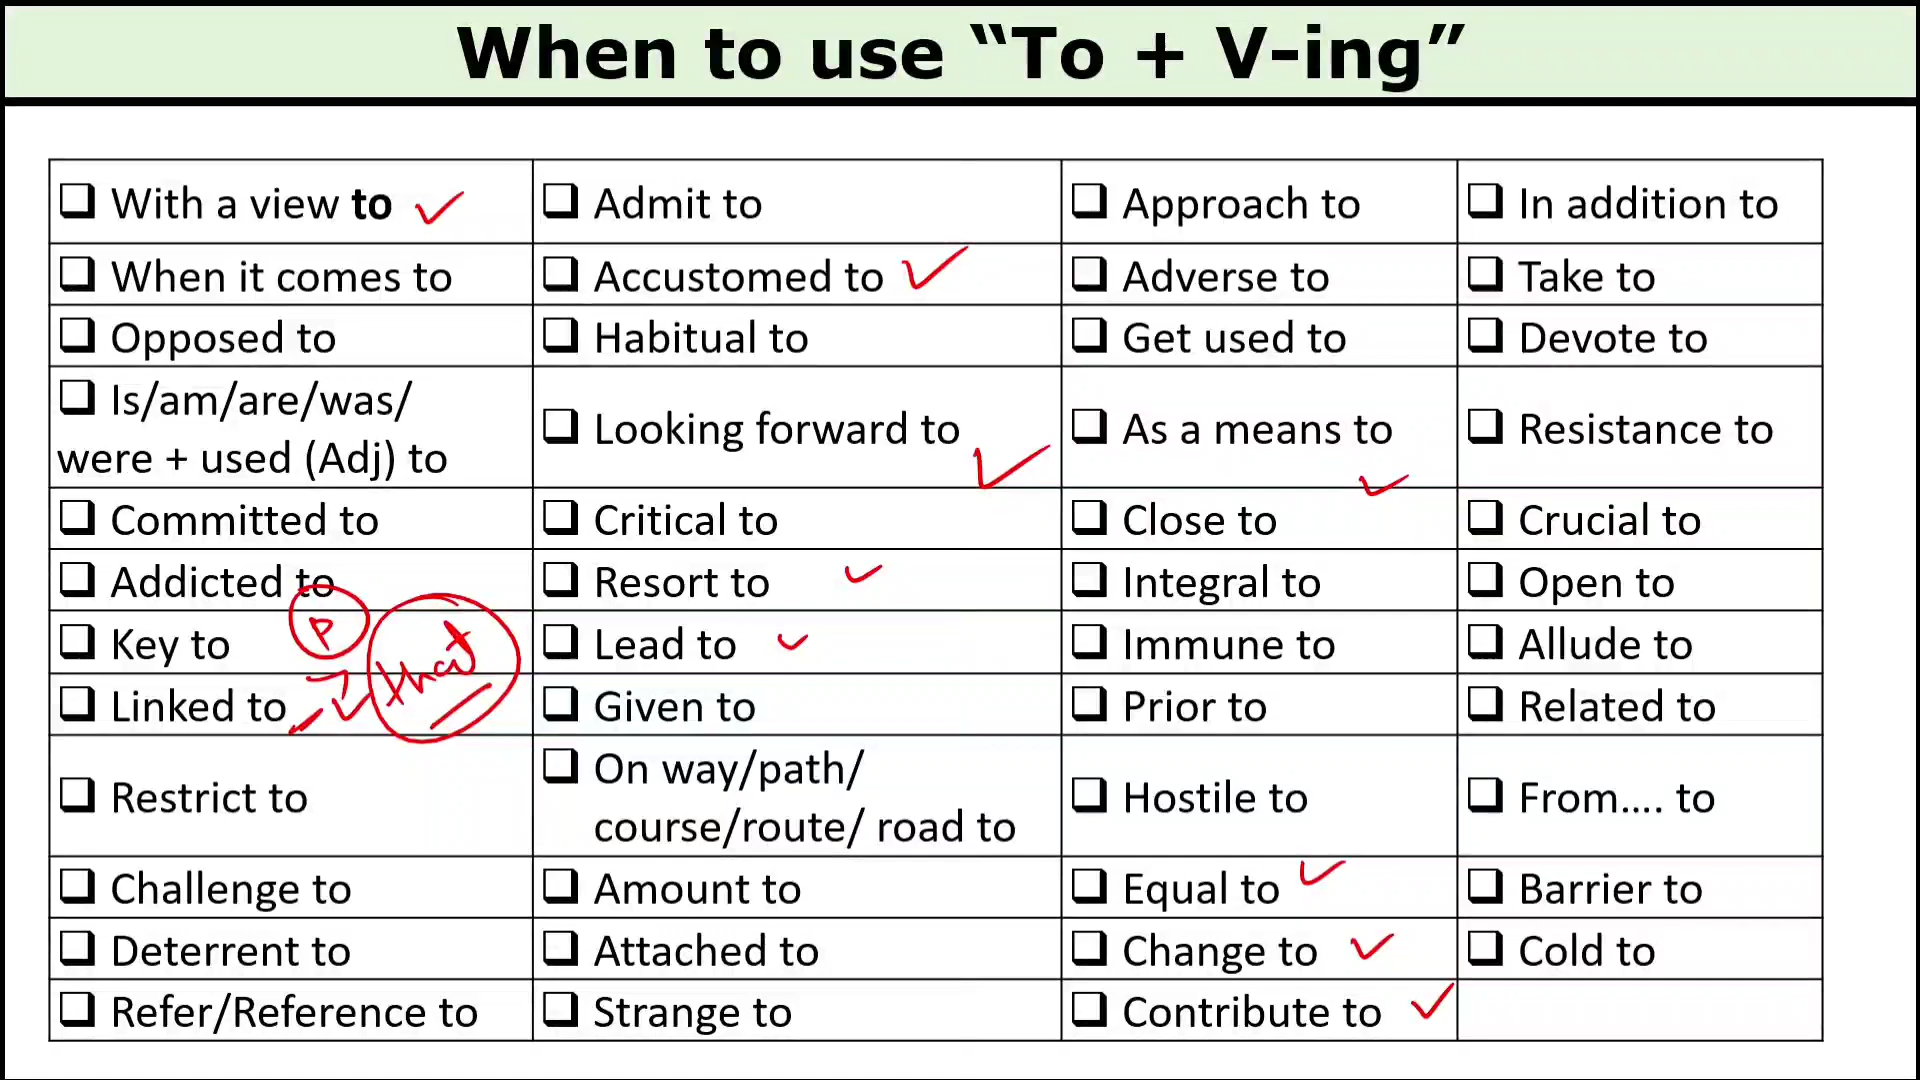 When to use “To + V-ing”
❑ With a view to ✓
❑ Admit to
❑ Approach to
❑ In addition to
❑ When it comes to
❑ Accustomed to ✓
❑ Adverse to
❑ Take to
❑ Opposed to
❑ Habitual to
❑ Get used to
❑ Devote to
❑ Is/am/are/was/
were + used (Adj) to
❑ Looking forward to ✓
❑ As a means to ✓
❑ Resistance to
❑ Committed to
❑ Critical to
❑ Close to
❑ Crucial to
❑ Addicted to
❑ Resort to ✓
❑ Integral to
❑ Open to
❑ Key to
P
that
❑ Lead to ✓
❑ Immune to
❑ Allude to
❑ Linked to
❑ Given to
❑ Prior to
❑ Related to
❑ Restrict to
❑ On way/path/
course/route/ road to
❑ Hostile to
❑ From.... to
❑ Challenge to
❑ Amount to
❑ Equal to ✓
❑ Barrier to
❑ Deterrent to
❑ Attached to
❑ Change to ✓
❑ Cold to
❑ Refer/Reference to
❑ Strange to
❑ Contribute to ✓